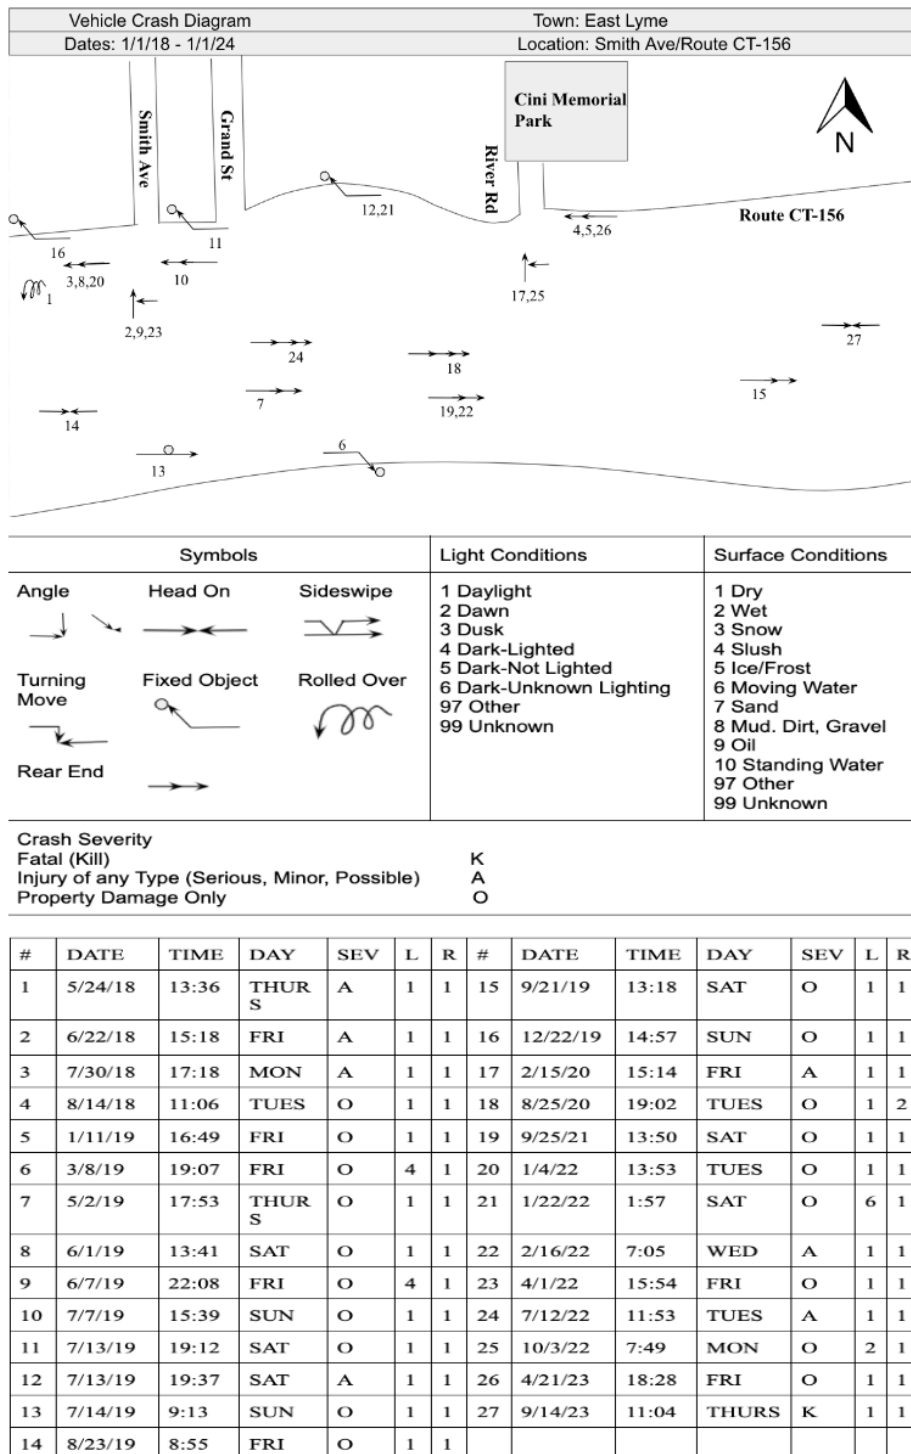 Vehicle Crash Diagram Town: East Lyme
Dates: 1/1/18 - 1/1/24 Location: Smith Ave/Route CT-156
Smith Ave
Grand St
River Rd
Cini Memorial
Park
N
Route CT-156
16
11
12,21
4,5,26
3,8,20
10
1
2,9,23
17,25
24
18
27
7
19,22
15
14
13
6
Symbols
Angle Head On Sideswipe
Turning
Move
Fixed Object Rolled Over
Rear End
Light Conditions
1 Daylight
2 Dawn
3 Dusk
4 Dark-Lighted
5 Dark-Not Lighted
6 Dark-Unknown Lighting
97 Other
99 Unknown
Surface Conditions
1 Dry
2 Wet
3 Snow
4 Slush
5 Ice/Frost
6 Moving Water
7 Sand
8 Mud. Dirt, Gravel
9 Oil
10 Standing Water
97 Other
99 Unknown
Crash Severity
Fatal (Kill) K
Injury of any Type (Serious, Minor, Possible) A
Property Damage Only O
# DATE TIME DAY SEV L R # DATE TIME DAY SEV L R
1 5/24/18 13:36 THUR
S A 1 1 15 9/21/19 13:18 SAT O 1 1
2 6/22/18 15:18 FRI A 1 1 16 12/22/19 14:57 SUN O 1 1
3 7/30/18 17:18 MON A 1 1 17 2/15/20 15:14 FRI A 1 1
4 8/14/18 11:06 TUES O 1 1 18 8/25/20 19:02 TUES O 1 2
5 1/11/19 16:49 FRI O 1 1 19 9/25/21 13:50 SAT O 1 1
6 3/8/19 19:07 FRI O 4 1 20 1/4/22 13:53 TUES O 1 1
7 5/2/19 17:53 THUR
S O 1 1 21 1/22/22 1:57 SAT O 6 1
8 6/1/19 13:41 SAT O 1 1 22 2/16/22 7:05 WED A 1 1
9 6/7/19 22:08 FRI O 4 1 23 4/1/22 15:54 FRI O 1 1
10 7/7/19 15:39 SUN O 1 1 24 7/12/22 11:53 TUES A 1 1
11 7/13/19 19:12 SAT O 1 1 25 10/3/22 7:49 MON O 2 1
12 7/13/19 19:37 SAT A 1 1 26 4/21/23 18:28 FRI O 1 1
13 7/14/19 9:13 SUN O 1 1 27 9/14/23 11:04 THURS K 1 1
14 8/23/19 8:55 FRI O 1 1